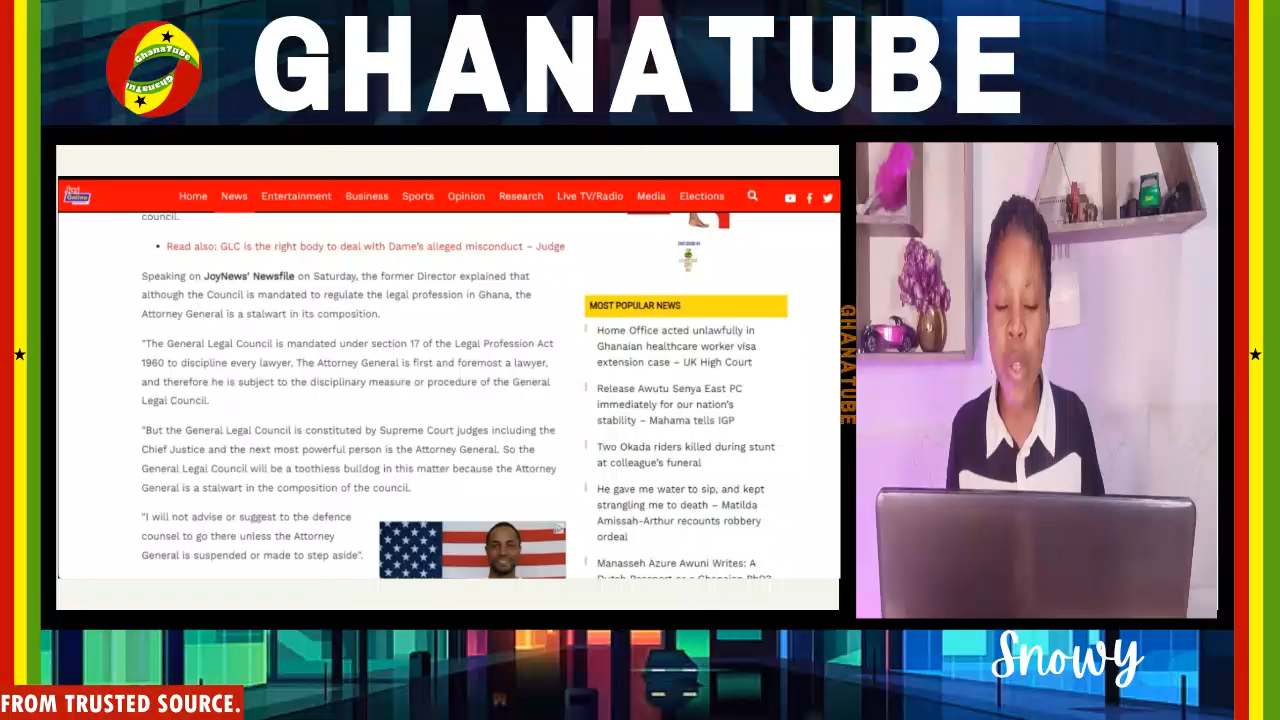 GHANATUBE
GhanaTube
GhanaTube
Joy
Online
Home News Entertainment Business Sports Opinion Research Live TV/Radio Media Elections
council.
• Read also: GLC is the right body to deal with Dame's alleged misconduct – Judge
Speaking on JoyNews' Newsfile on Saturday, the former Director explained that
although the Council is mandated to regulate the legal profession in Ghana, the
Attorney General is a stalwart in its composition.
"The General Legal Council is mandated under section 17 of the Legal Profession Act
1960 to discipline every lawyer. The Attorney General is first and foremost a lawyer,
and therefore he is subject to the disciplinary measure or procedure of the General
Legal Council.
"But the General Legal Council is constituted by Supreme Court judges including the
Chief Justice and the next most powerful person is the Attorney General. So the
General Legal Council will be a toothless bulldog in this matter because the Attorney
General is a stalwart in the composition of the council.
"I will not advise or suggest to the defence
counsel to go there unless the Attorney
General is suspended or made to step aside".
MOST POPULAR NEWS
Home Office acted unlawfully in
Ghanaian healthcare worker visa
extension case – UK High Court
Release Awutu Senya East PC
immediately for our nation's
stability – Mahama tells IGP
Two Okada riders killed during stunt
at colleague's funeral
He gave me water to sip, and kept
strangling me to death – Matilda
Amissah-Arthur recounts robbery
ordeal
Manasseh Azure Awuni Writes: A
Dutch Passport or a Ghanaian PhD?
GHANATUBE
Snowy
FROM TRUSTED SOURCE.